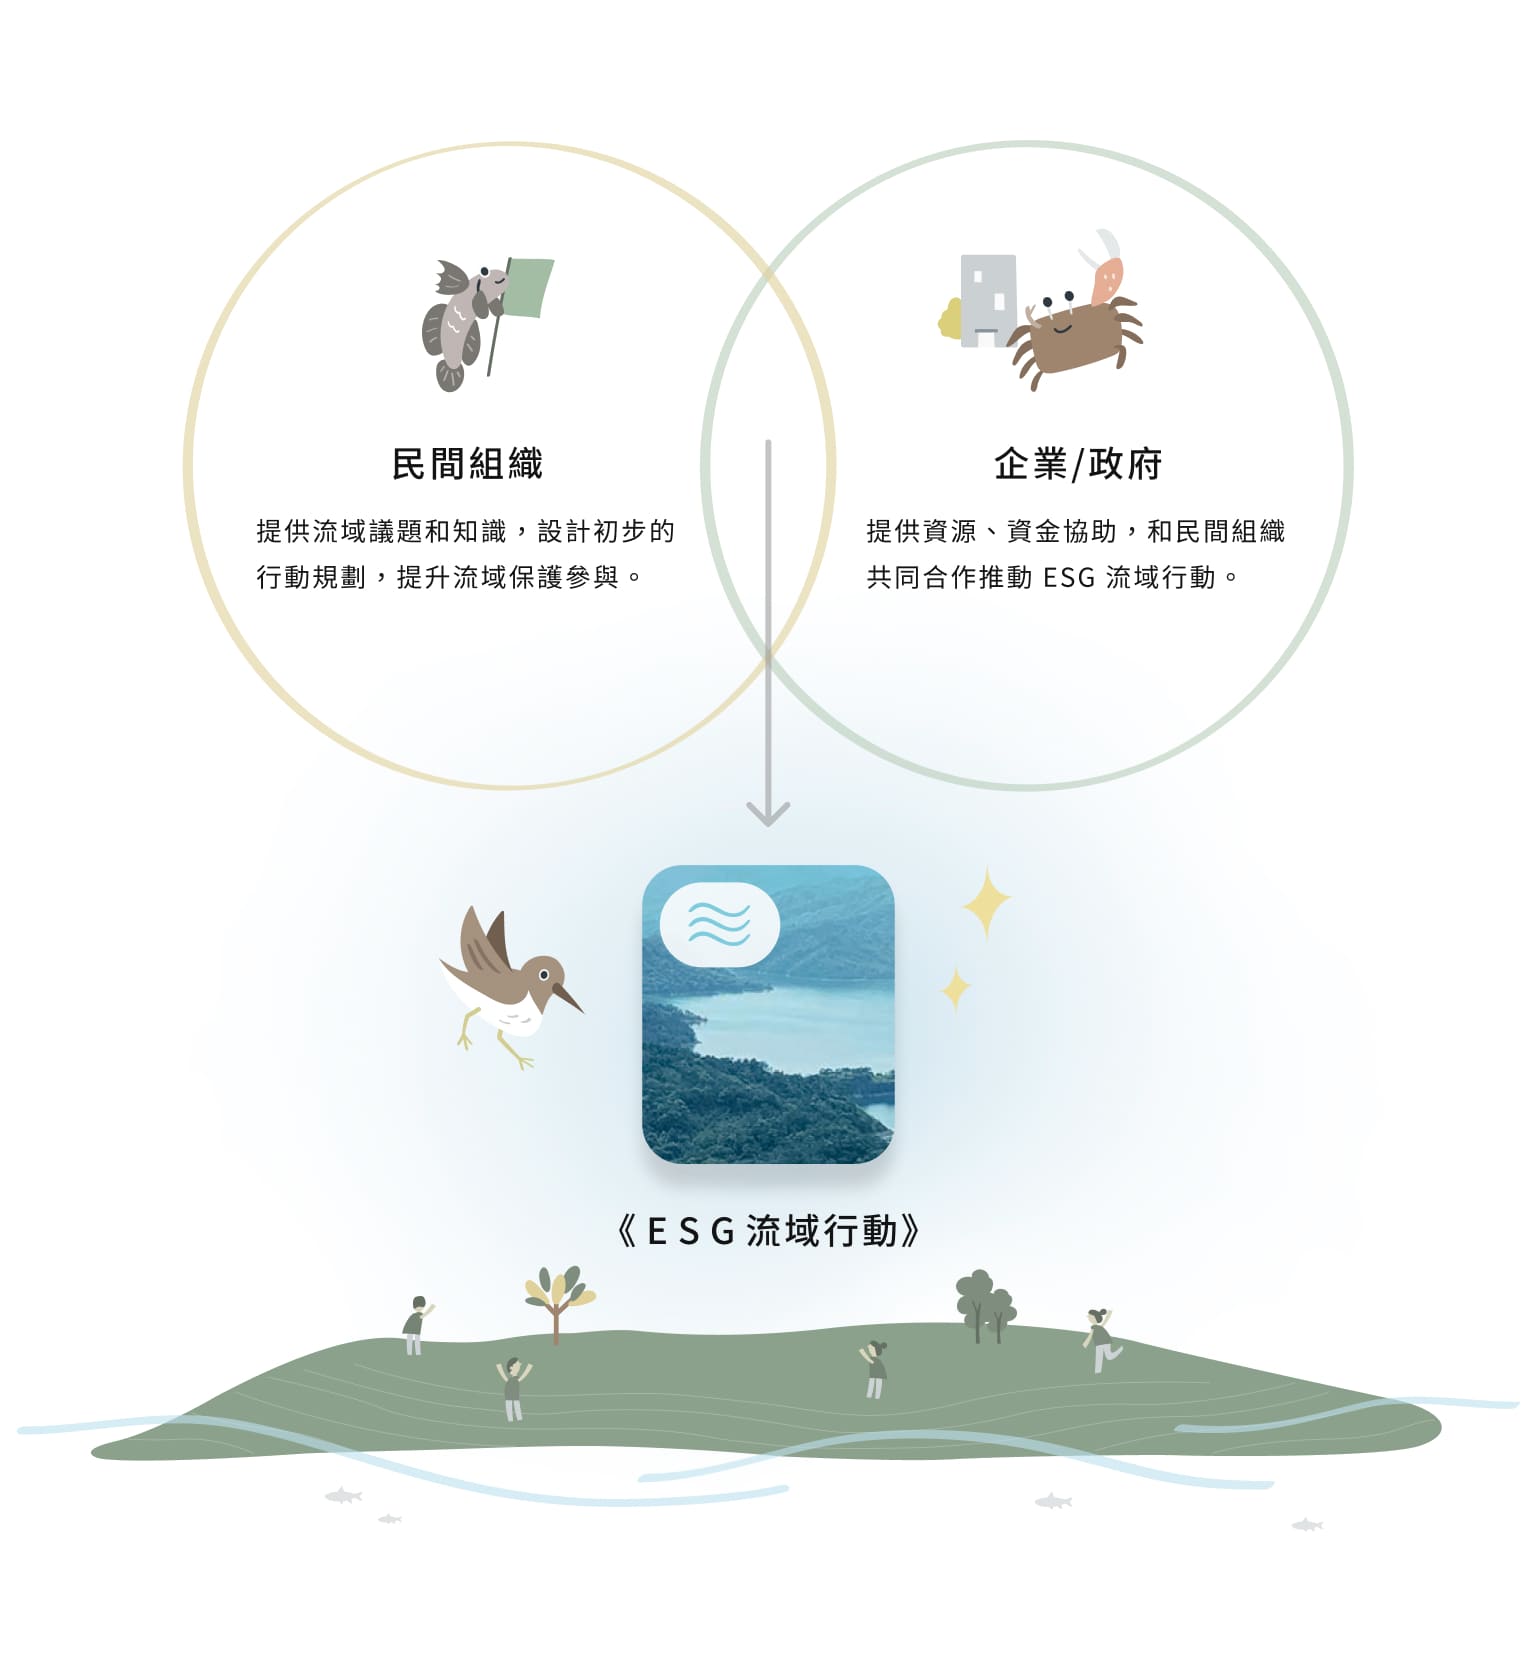 民間組織
提供流域議題和知識，設計初步的
行動規劃，提升流域保護參與。
企業/政府
提供資源、資金協助，和民間組織
共同合作推動 ESG 流域行動。
《ESG流域行動》